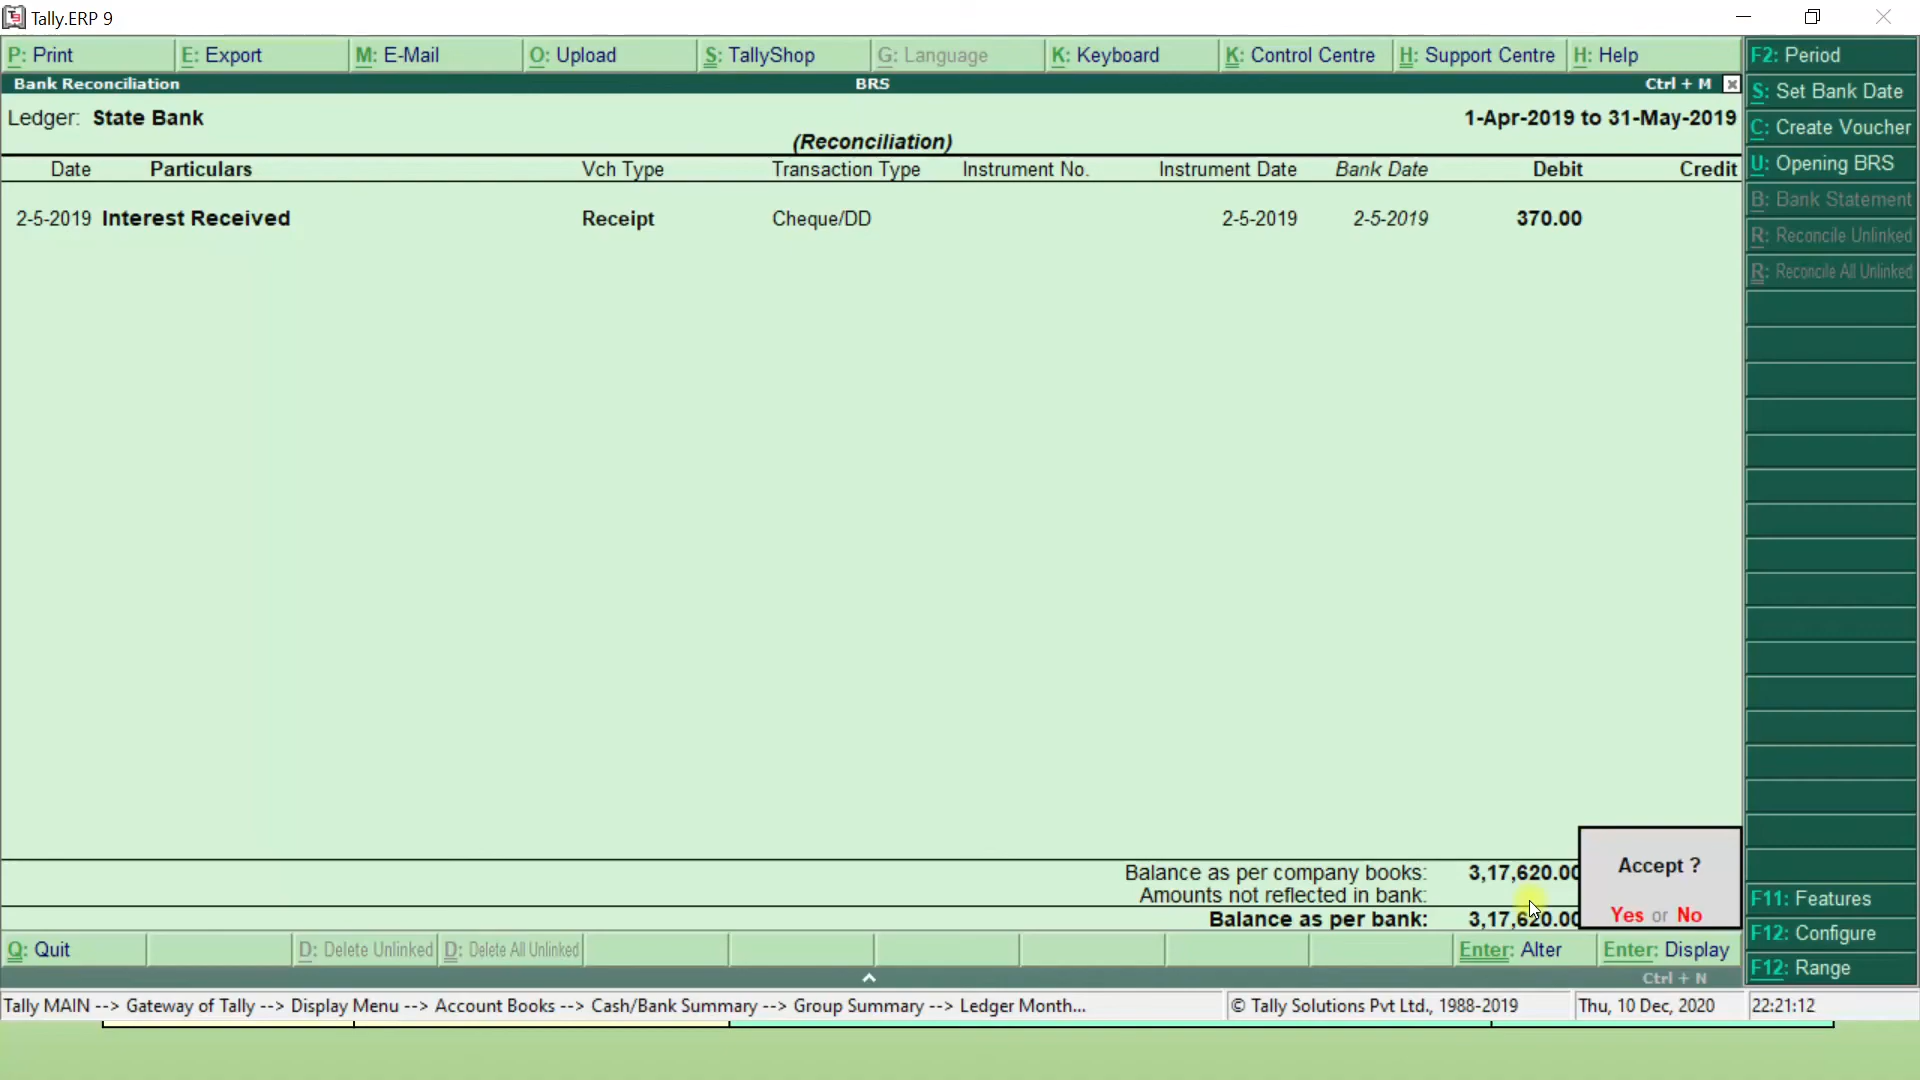 Tally.ERP 9
P: Print E: Export M: E-Mail O: Upload S: TallyShop G: Language K: Keyboard K: Control Centre H: Support Centre H: Help
F2: Period
Bank Reconciliation BRS Ctrl + M
S: Set Bank Date
Ledger: State Bank 1-Apr-2019 to 31-May-2019
C: Create Voucher
(Reconciliation)
Date Particulars Vch Type Transaction Type Instrument No. Instrument Date Bank Date Debit Credit
U: Opening BRS
B: Bank Statement
2-5-2019 Interest Received Receipt Cheque/DD 2-5-2019 2-5-2019 370.00
R: Reconcile Unlinked
R: Reconcile All Unlinked
Balance as per company books: 3,17,620.00
Amounts not reflected in bank:
Balance as per bank: 3,17,620.00
Accept ?
Yes or No
F11: Features
F12: Configure
F12: Range
Q: Quit D: Delete Unlinked D: Delete All Unlinked Enter: Alter Enter: Display
Ctrl + N
Tally MAIN --> Gateway of Tally --> Display Menu --> Account Books --> Cash/Bank Summary --> Group Summary --> Ledger Month... © Tally Solutions Pvt Ltd., 1988-2019 Thu, 10 Dec, 2020 22:21:12